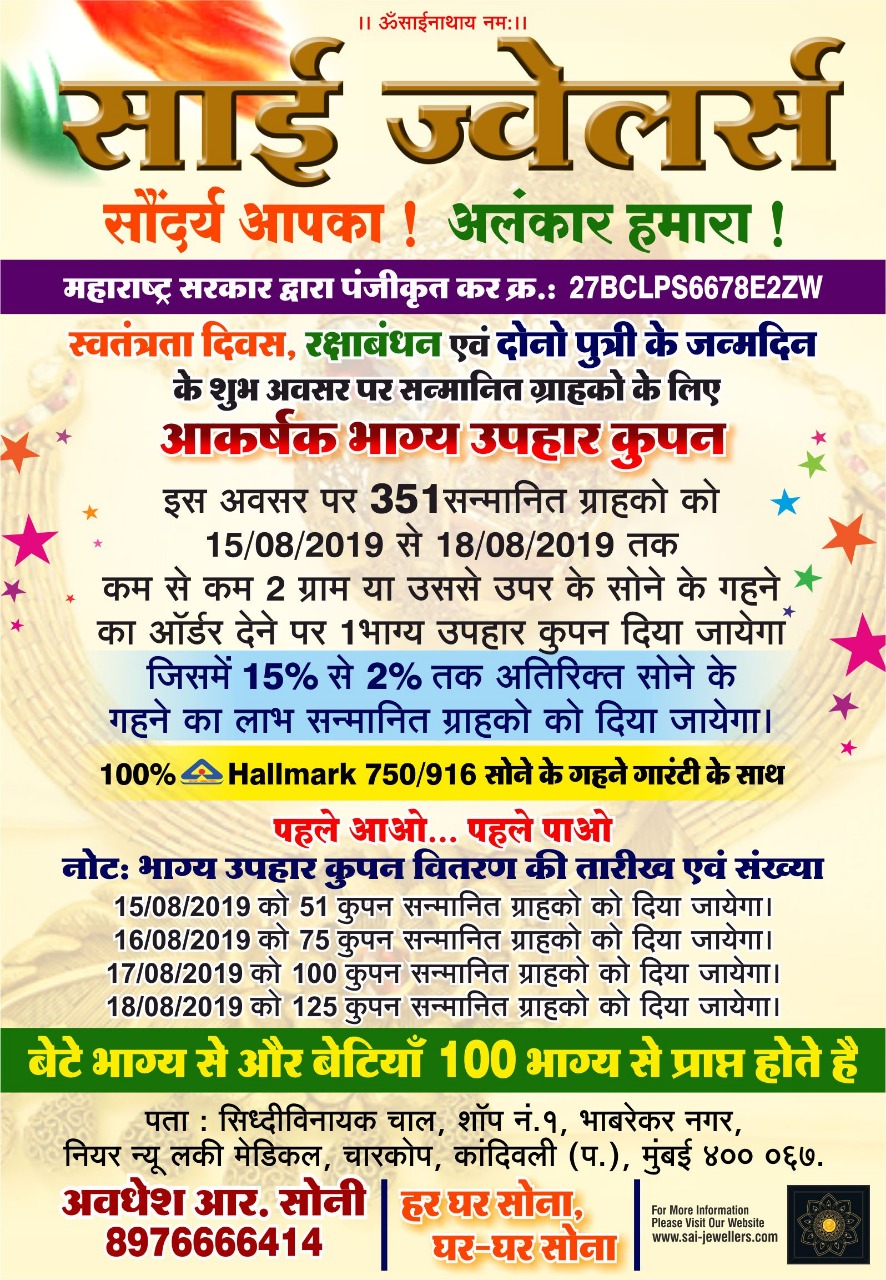 ।। ॐसाईनाथाय नमः।।
साई ज्वेलर्स
सौंदर्य आपका ! अलंकार हमारा !
महाराष्ट्र सरकार द्वारा पंजीकृत कर क्र.: 27BCLPS6678E2ZW
स्वतंत्रता दिवस, रक्षाबंधन एवं दोनो पुत्री के जन्मदिन
के शुभ अवसर पर सन्मानित ग्राहको के लिए
आकर्षक भाग्य उपहार कुपन
इस अवसर पर 351सन्मानित ग्राहको को
15/08/2019 से 18/08/2019 तक
कम से कम 2 ग्राम या उससे उपर के सोने के गहने
का ऑर्डर देने पर 1भाग्य उपहार कुपन दिया जायेगा
जिसमें 15% से 2% तक अतिरिक्त सोने के
गहने का लाभ सन्मानित ग्राहको को दिया जायेगा।
100% Hallmark 750/916 सोने के गहने गारंटी के साथ
पहले आओ... पहले पाओ
नोट: भाग्य उपहार कुपन वितरण की तारीख एवं संख्या
15/08/2019 को 51 कुपन सन्मानित ग्राहको को दिया जायेगा।
16/08/2019 को 75 कुपन सन्मानित ग्राहको को दिया जायेगा।
17/08/2019 को 100 कुपन सन्मानित ग्राहको को दिया जायेगा।
18/08/2019 को 125 कुपन सन्मानित ग्राहको को दिया जायेगा।
बेटे भाग्य से और बेटियाँ 100 भाग्य से प्राप्त होते है
पता : सिध्दीविनायक चाल, शॉप नं.१, भाबरेकर नगर,
नियर न्यू लकी मेडिकल, चारकोप, कांदिवली (प.), मुंबई ४०० ०६७.
अवधेश आर. सोनी
8976666414
हर घर सोना,
घर-घर सोना
For More Information
Please Visit Our Website
www.sai-jewellers.com